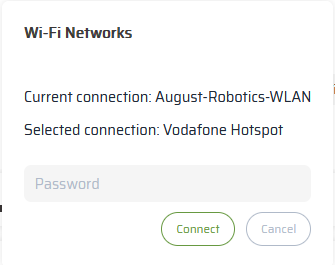 Wi-Fi Networks
Current connection: August-Robotics-WLAN
Selected connection: Vodafone Hotspot
Password
Connect Cancel